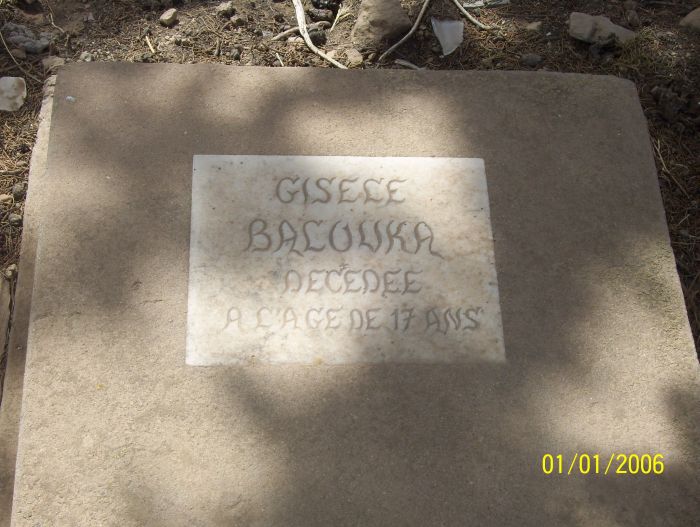 GISELE
BALOUKA
DECEDEE
A L'AGE DE 17 ANS
01/01/2006